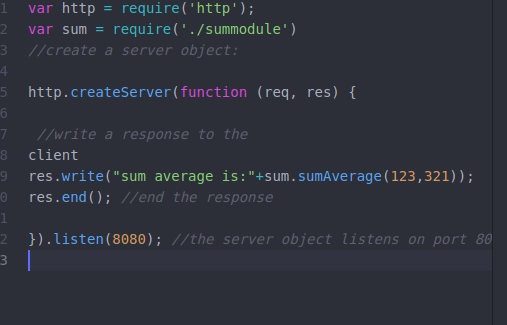 1 var http = require('http');
2 var sum = require('./summodule')
3 //create a server object:
4
5 http.createServer(function (req, res) {
6
7 //write a response to the
8 client
9 res.write("sum average is:"+sum.sumAverage(123,321));
0 res.end(); //end the response
1
2 }).listen(8080); //the server object listens on port 80
3